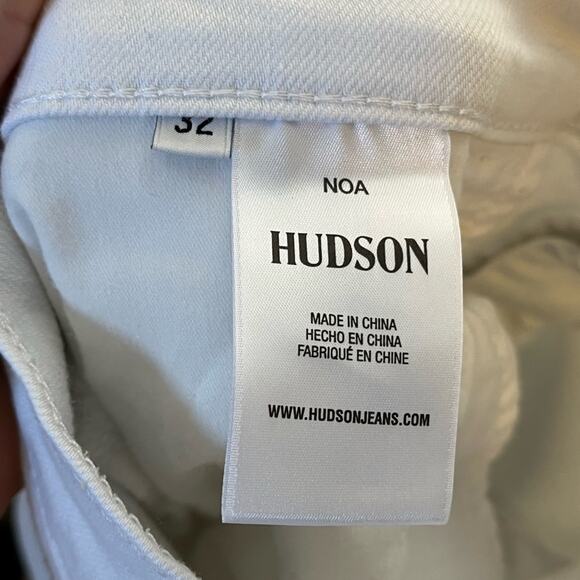 32
NOA
HUDSON
MADE IN CHINA
HECHO EN CHINA
FABRIQUÉ EN CHINE
WWW.HUDSONJEANS.COM